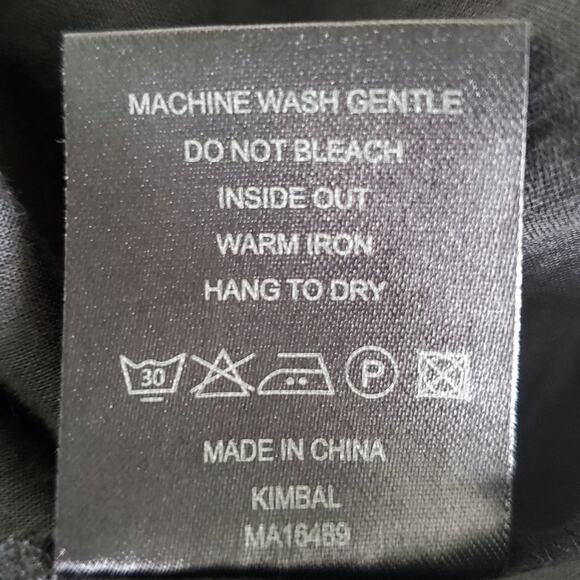 MACHINE WASH GENTLE
DO NOT BLEACH
INSIDE OUT
WARM IRON
HANG TO DRY
30 P
MADE IN CHINA
KIMBAL
MA16489